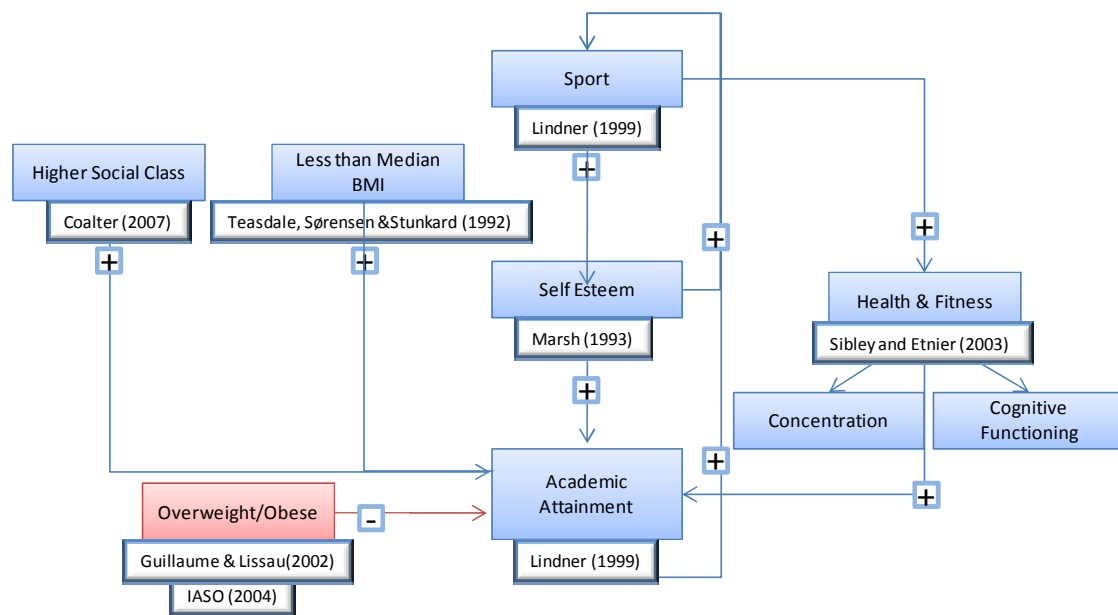 Sport
Lindner (1999)
+
Higher Social Class
Coalter (2007)
+
Less than Median
BMI
Teasdale, Sørensen &Stunkard (1992)
+
+
+
Self Esteem
Marsh (1993)
+
Health & Fitness
Sibley and Etnier (2003)
Concentration
Cognitive
Functioning
Academic
Attainment
Lindner (1999)
+
+
Overweight/Obese
-
Guillaume & Lissau(2002)
IASO (2004)